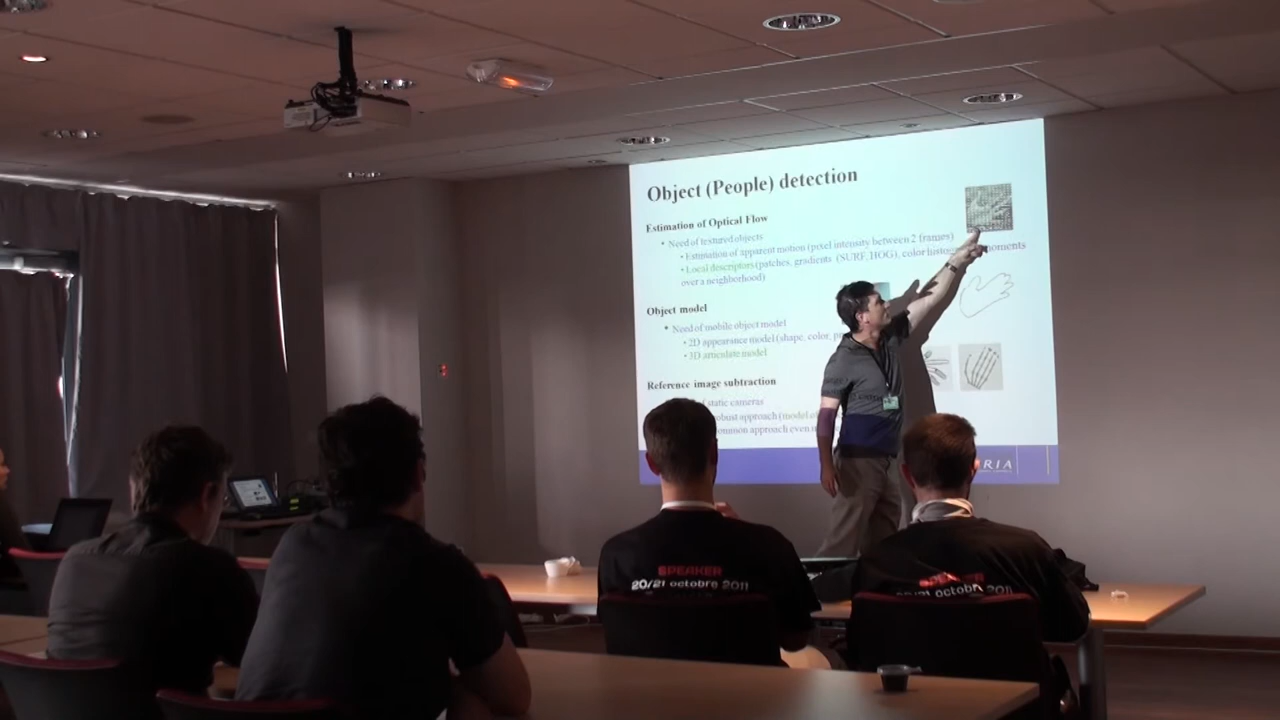 Object (People) detection
Estimation of Optical Flow
• Need of textured objects
• Estimation of apparent motion (pixel intensity between 2 frames)
• Local descriptors (patches, gradients (SURF, HOG), color moments
over a neighborhood)
Object model
• Need of mobile object model
• 2D appearance model (shape, color,
• 3D articulate model
Reference image subtraction
of static cameras
robust approach (model
common approach even
RIA
SPEAKER
20/21 octobre 2011
SPEAKER
20/21 octobre 2011